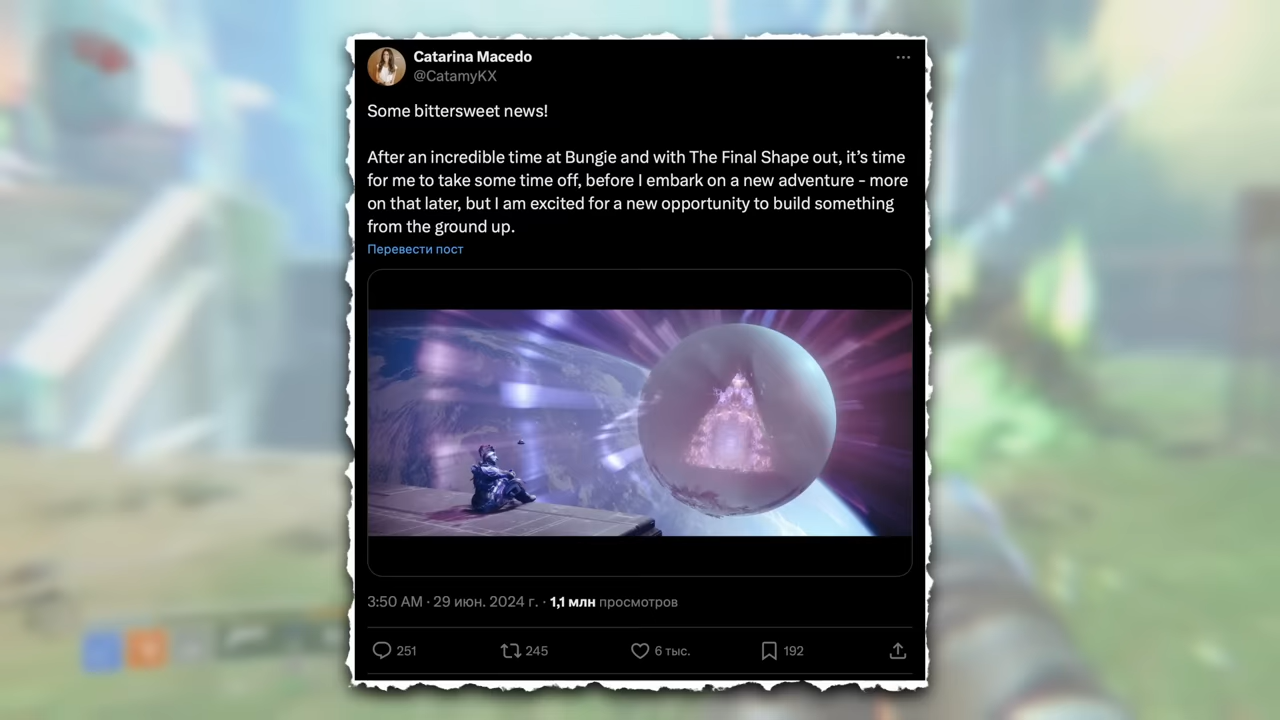 Catarina Macedo
@CatamyKX
Some bittersweet news!
After an incredible time at Bungie and with The Final Shape out, it’s time
for me to take some time off, before I embark on a new adventure - more
on that later, but I am excited for a new opportunity to build something
from the ground up.
Перевести пост
3:50 AM · 29 июн. 2024 г. · 1,1 млн просмотров
251 245 6 тыс. 192